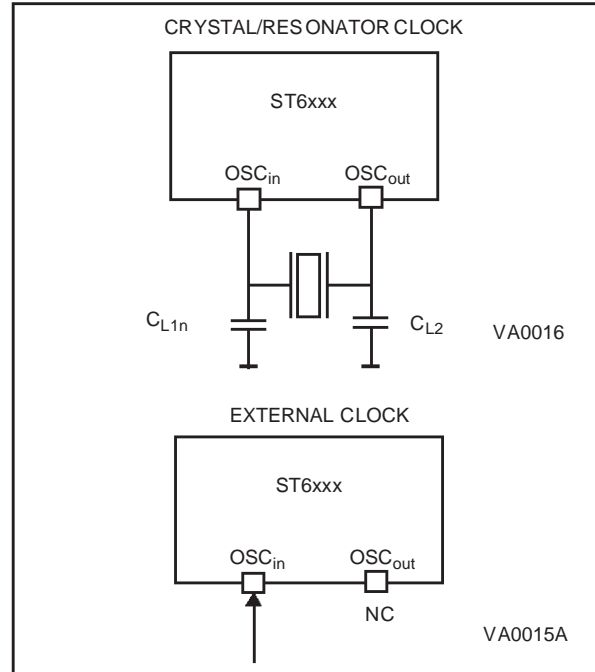 CRYSTAL/RESONATOR CLOCK
ST6xxx
OSCin OSCout
CL1n CL2
VA0016
EXTERNAL CLOCK
ST6xxx
OSCin OSCout
NC
VA0015A